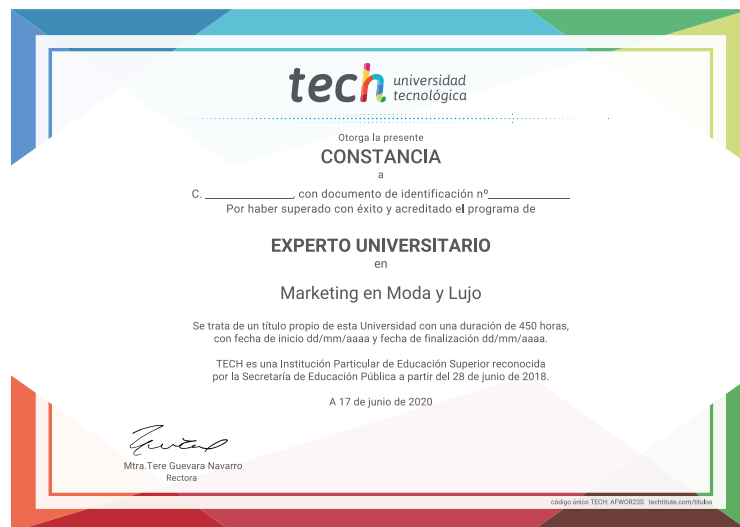 tech universidad
tecnológica
Otorga la presente
CONSTANCIA
a
C. ______________, con documento de identificación nº______________
Por haber superado con éxito y acreditado el programa de
EXPERTO UNIVERSITARIO
en
Marketing en Moda y Lujo
Se trata de un título propio de esta Universidad con una duración de 450 horas,
con fecha de inicio dd/mm/aaaa y fecha de finalización dd/mm/aaaa.
TECH es una Institución Particular de Educación Superior reconocida
por la Secretaría de Educación Pública a partir del 28 de junio de 2018.
A 17 de junio de 2020
Mtra.Tere Guevara Navarro
Rectora
código único TECH: AFWOR23S techtitute.com/titulos